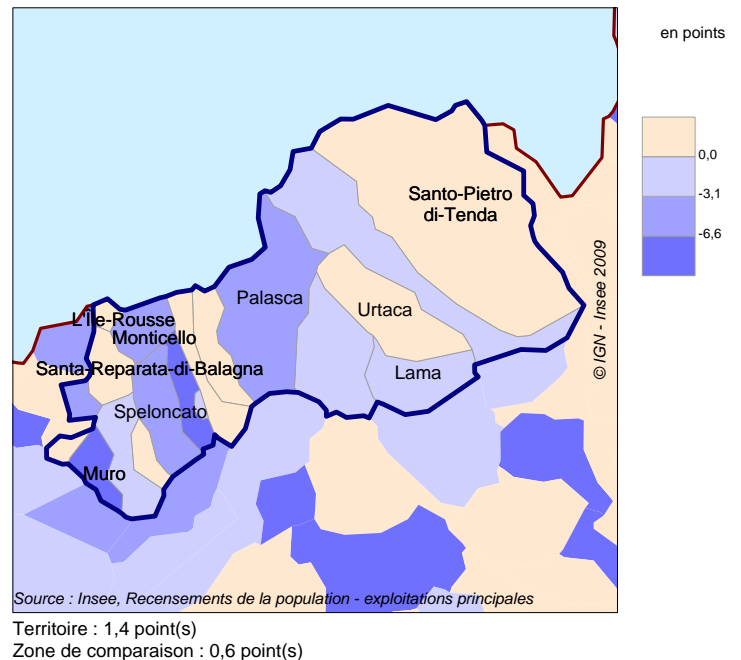 en points
0,0
-3,1
-6,6
Santo-Pietro
di-Tenda
Palasca
Urtaca
L'Île-Rousse
Monticello
Santa-Reparata-di-Balagna
Lama
Speloncato
Muro
© IGN - Insee 2009
Source : Insee, Recensements de la population - exploitations principales
Territoire : 1,4 point(s)
Zone de comparaison : 0,6 point(s)